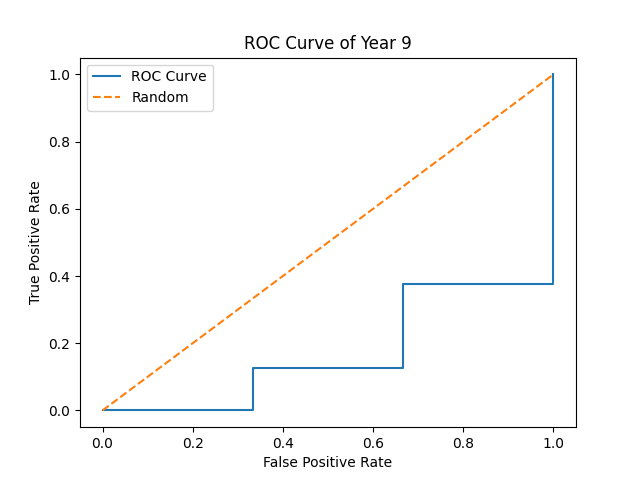 ROC Curve of Year 9
ROC Curve
Random
1.0
0.8
0.6
0.4
0.2
0.0
True Positive Rate
0.0 0.2 0.4 0.6 0.8 1.0
False Positive Rate